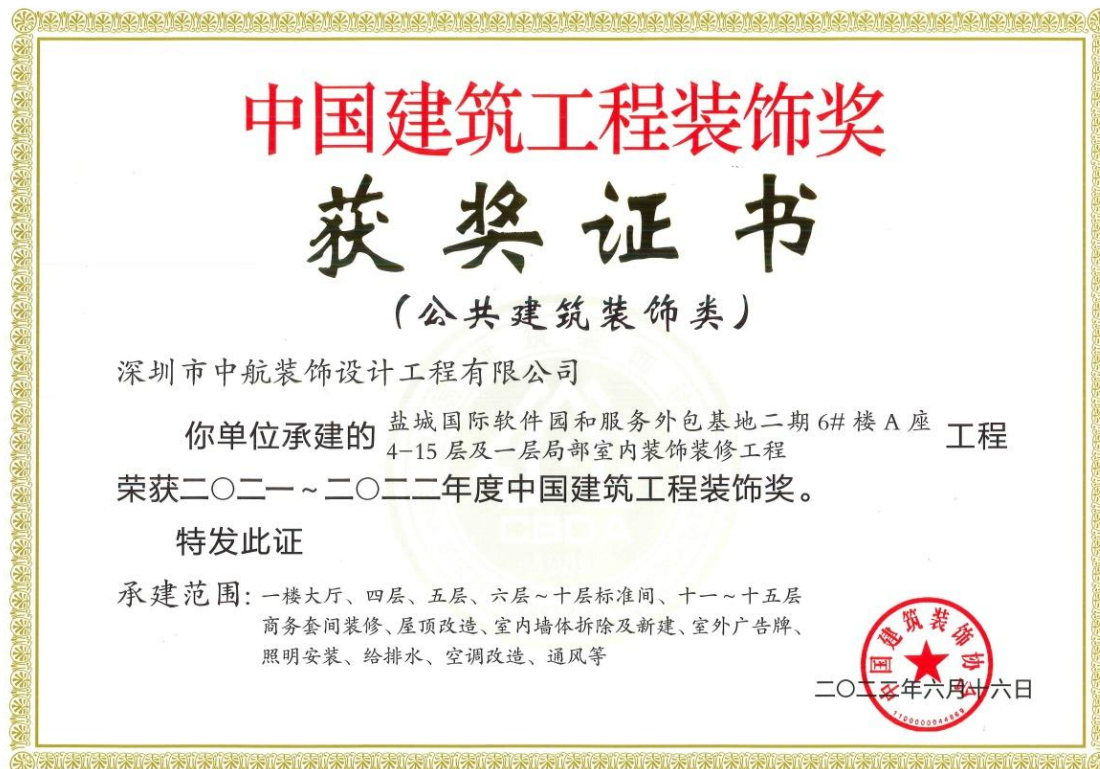 中国建筑工程装饰奖
获奖证书
(公共建筑装饰类)
深圳市中航装饰设计工程有限公司
你单位承建的 盐城国际软件园和服务外包基地二期 6# 楼 A 座
4-15 层及一层局部室内装饰装修工程 工程
荣获二〇二一~二〇二二年度中国建筑工程装饰奖。
特发此证
承建范围: 一楼大厅、四层、五层、六层~十层标准间、十一~十五层
商务套间装修、屋顶改造、室内墙体拆除及新建、室外广告牌、
照明安装、给排水、空调改造、通风等
中国建筑装饰协会
二〇二三年六月十六日
CBDA